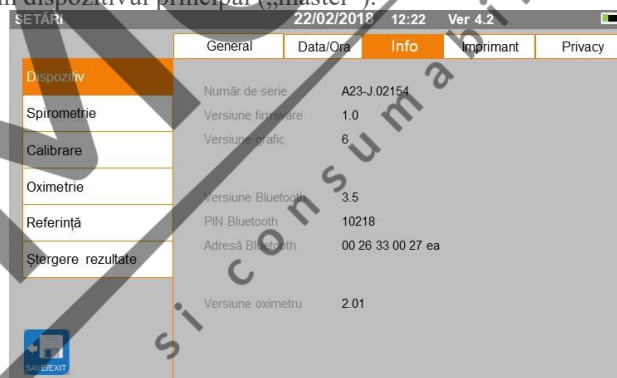 dispozitivul principal („master”).
SETĂRI 22/02/2018 12:22 Ver 4.2
General Data/Ora Info Imprimant Privacy
Dispozitiv
Spirometrie
Calibrare
Oximetrie
Referință
Ștergere rezultate
Număr de serie A23-J.02154
Versiune firmware 1.0
Versiune grafic 6
Versiune Bluetooth 3.5
PIN Bluetooth 10218
Adresă Bluetooth 00 26 33 00 27 ea
Versiune oximetru 2.01
SAVE/EXIT
si consumabi